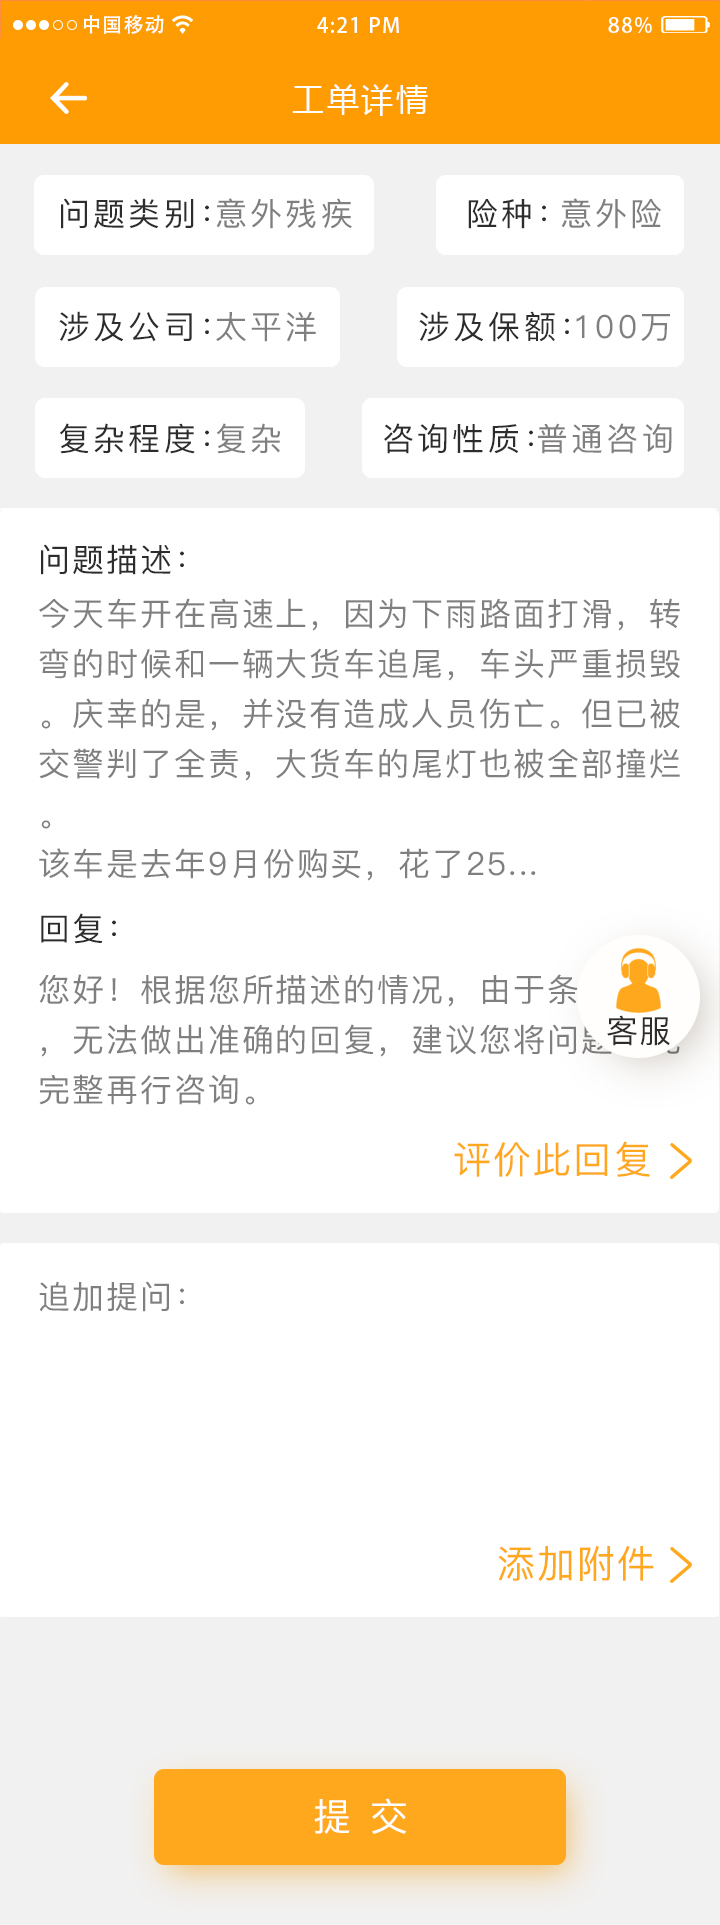 中国移动 4:21 PM 88%
工单详情
问题类别:意外残疾 险种: 意外险
涉及公司:太平洋 涉及保额:100万
复杂程度:复杂 咨询性质:普通咨询
问题描述:
今天车开在高速上，因为下雨路面打滑，转
弯的时候和一辆大货车追尾，车头严重损毁
。庆幸的是，并没有造成人员伤亡。但已被
交警判了全责，大货车的尾灯也被全部撞烂
。
该车是去年9月份购买，花了25...
回复:
您好！根据您所描述的情况，由于条
，无法做出准确的回复，建议您将问题
完整再行咨询。
客服
评价此回复
追加提问:
添加附件
提 交